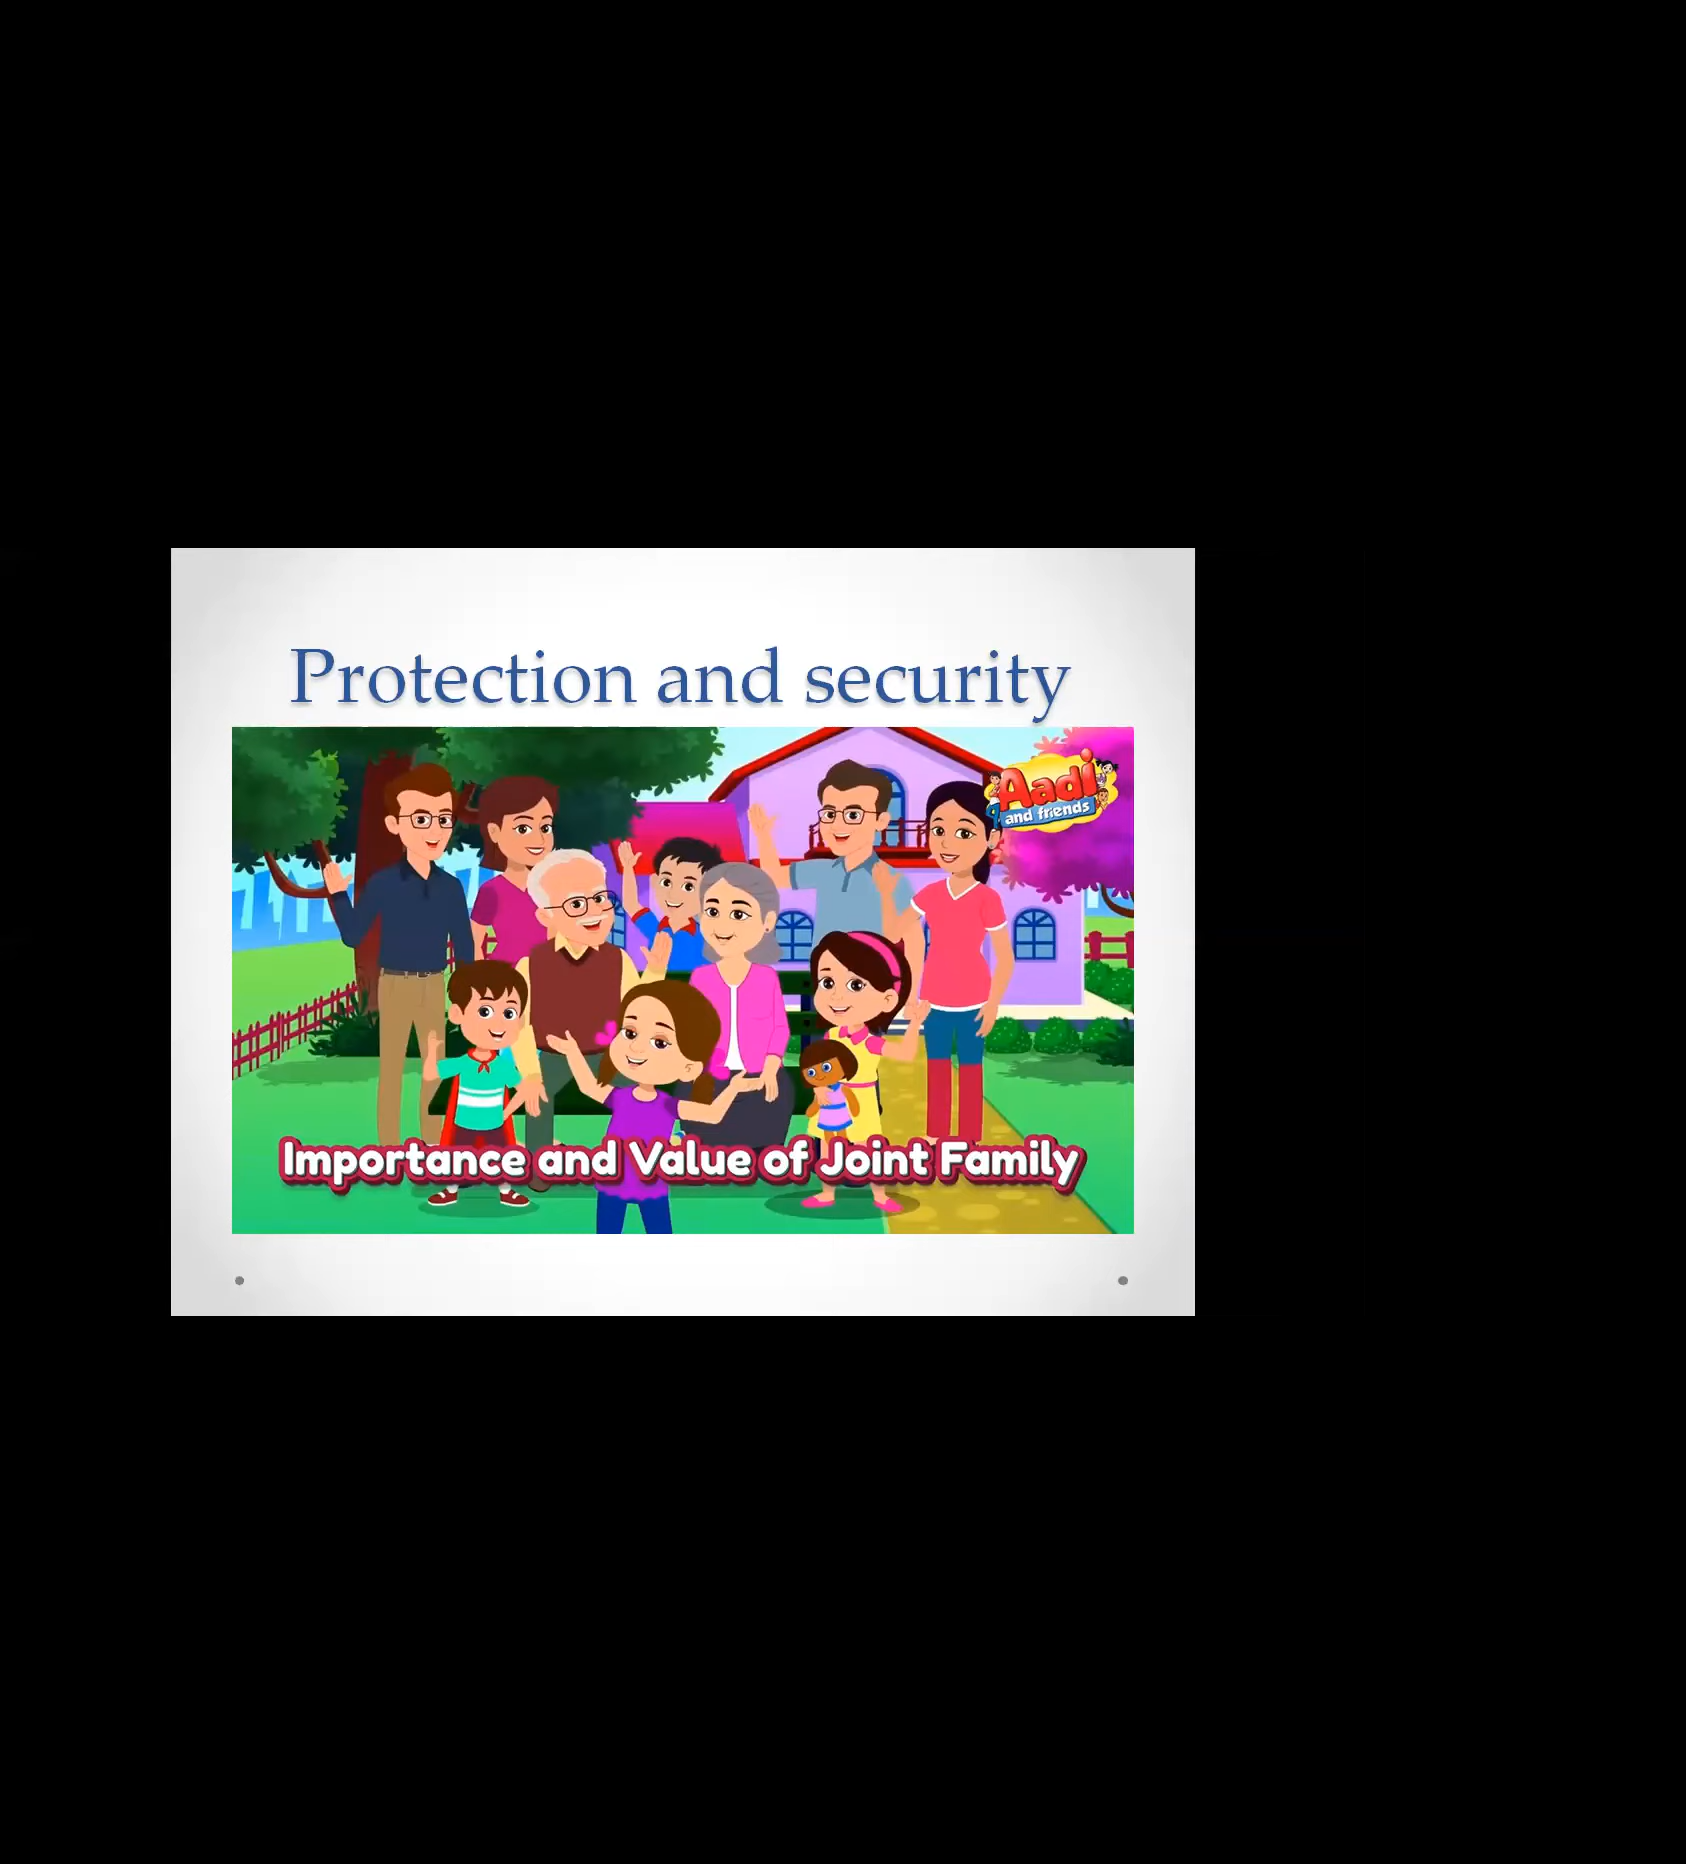 Protection and security
Aadi
and friends
Importance and Value of Joint Family